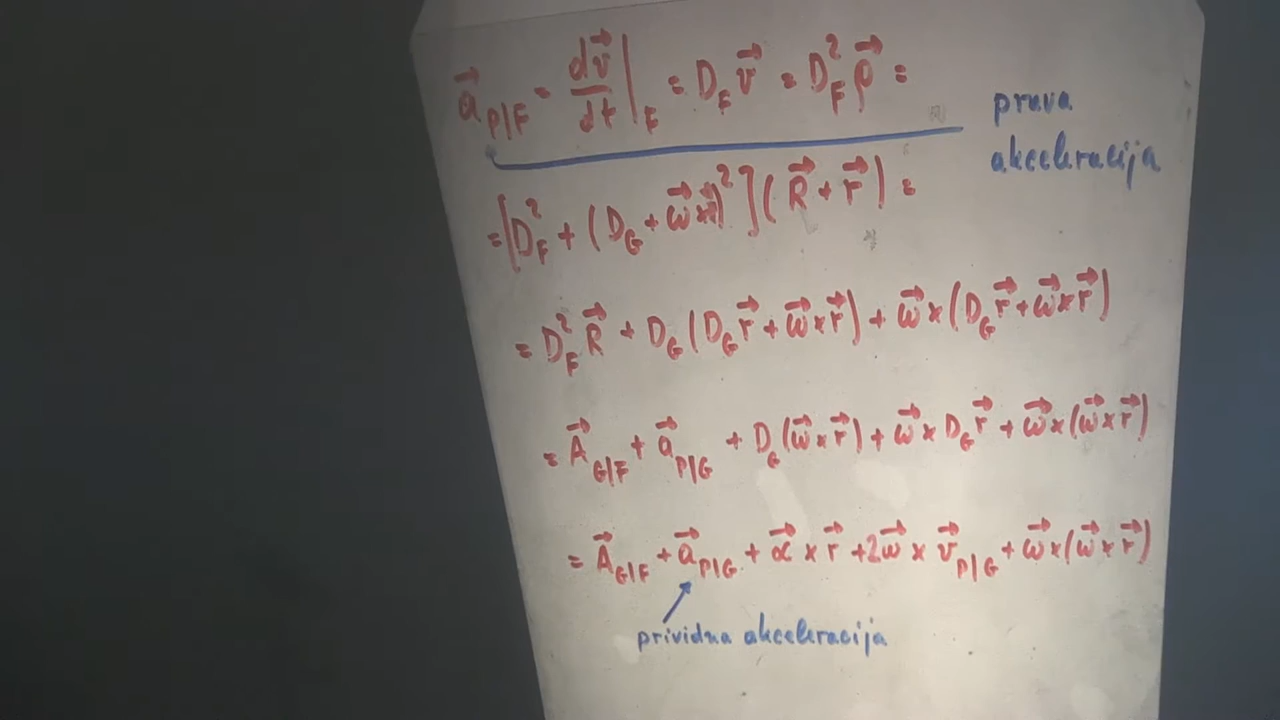 a⃗_P|F = dv⃗/dt|_F = D_F v⃗ = D_F² ρ⃗ =
prava
akceleracija
= [D_F² + (D_G + ω⃗×)²](R⃗ + r⃗) =
= D_F² R⃗ + D_G(D_G r⃗ + ω⃗ × r⃗) + ω⃗ × (D_G r⃗ + ω⃗ × r⃗)
= A⃗_G|F + a⃗_P|G + D_G(ω⃗ × r⃗) + ω⃗ × D_G r⃗ + ω⃗ × (ω⃗ × r⃗)
= A⃗_G|F + a⃗_P|G + α⃗ × r⃗ + 2ω⃗ × v⃗_P|G + ω⃗ × (ω⃗ × r⃗)
prividna akceleracija